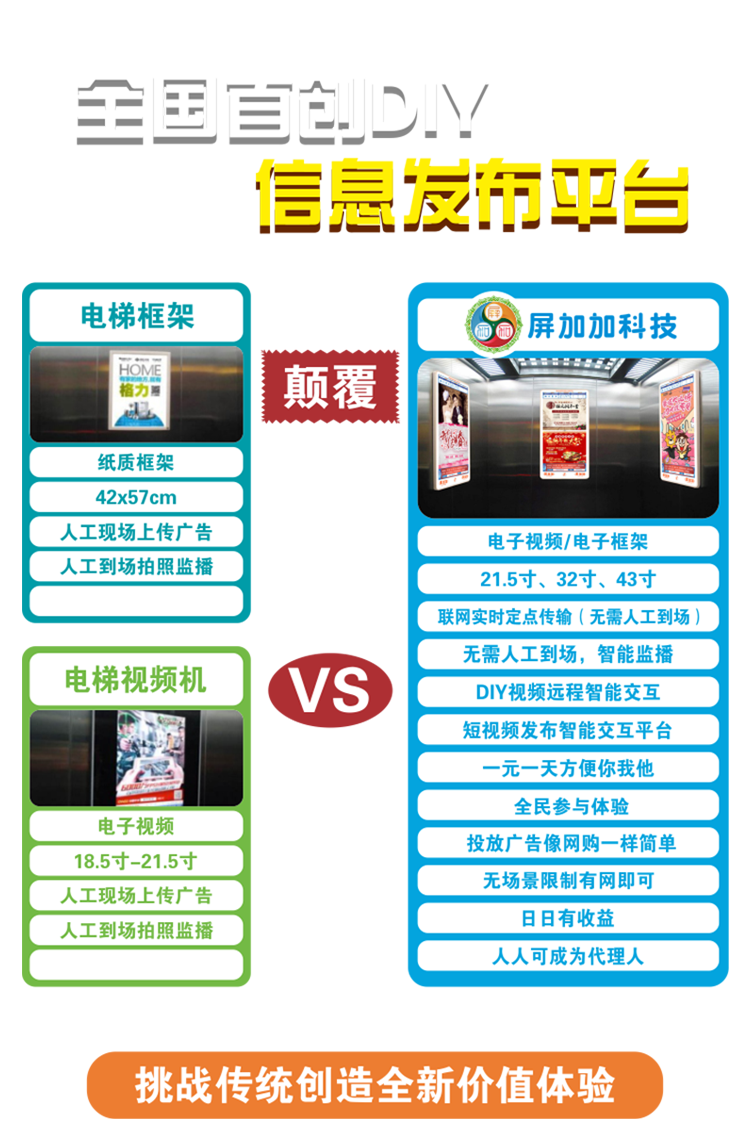 全国首创DIY
信息发布平台
电梯框架
HOME
格力
纸质框架
42x57cm
人工现场上传广告
人工到场拍照监播
颠覆
电梯视频机
电子视频
18.5寸-21.5寸
人工现场上传广告
人工到场拍照监播
VS
屏加加科技
电子视频/电子框架
21.5寸、32寸、43寸
联网实时定点传输（无需人工到场）
无需人工到场，智能监播
DIY视频远程智能交互
短视频发布智能交互平台
一元一天方便你我他
全民参与体验
投放广告像网购一样简单
无场景限制有网即可
日日有收益
人人可成为代理人
挑战传统创造全新价值体验